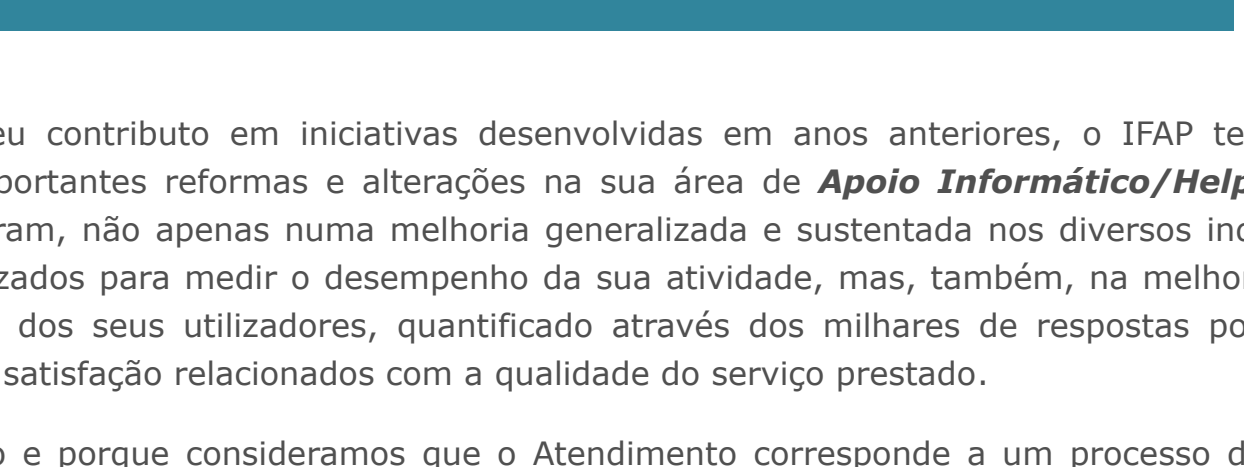 eu contributo em iniciativas desenvolvidas em anos anteriores, o IFAP te
portantes reformas e alterações na sua área de Apoio Informático/Help
ram, não apenas numa melhoria generalizada e sustentada nos diversos ind
zados para medir o desempenho da sua atividade, mas, também, na melho
dos seus utilizadores, quantificado através dos milhares de respostas po
satisfação relacionados com a qualidade do serviço prestado.
o e porque consideramos que o Atendimento corresponde a um processo d